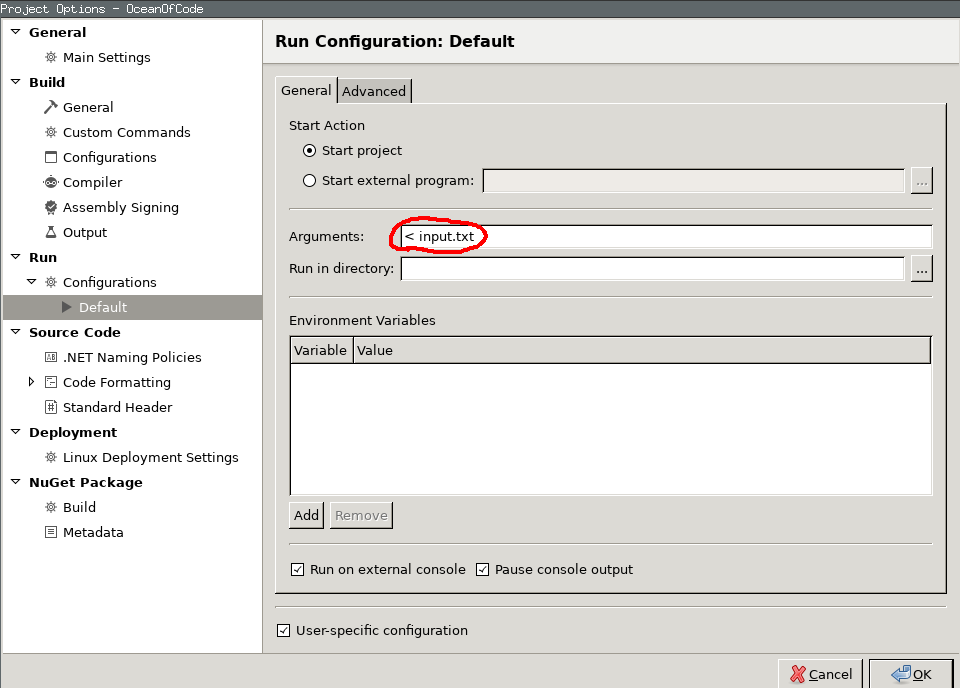 Project Options - OceanOfCode
General
Main Settings
Build
General
Custom Commands
Configurations
Compiler
Assembly Signing
Output
Run
Configurations
Default
Source Code
.NET Naming Policies
Code Formatting
Standard Header
Deployment
Linux Deployment Settings
NuGet Package
Build
Metadata
Run Configuration: Default
General Advanced
Start Action
Start project
Start external program: ...
Arguments: < input.txt
Run in directory: ...
Environment Variables
Variable Value
Add Remove
Run on external console Pause console output
User-specific configuration
Cancel OK